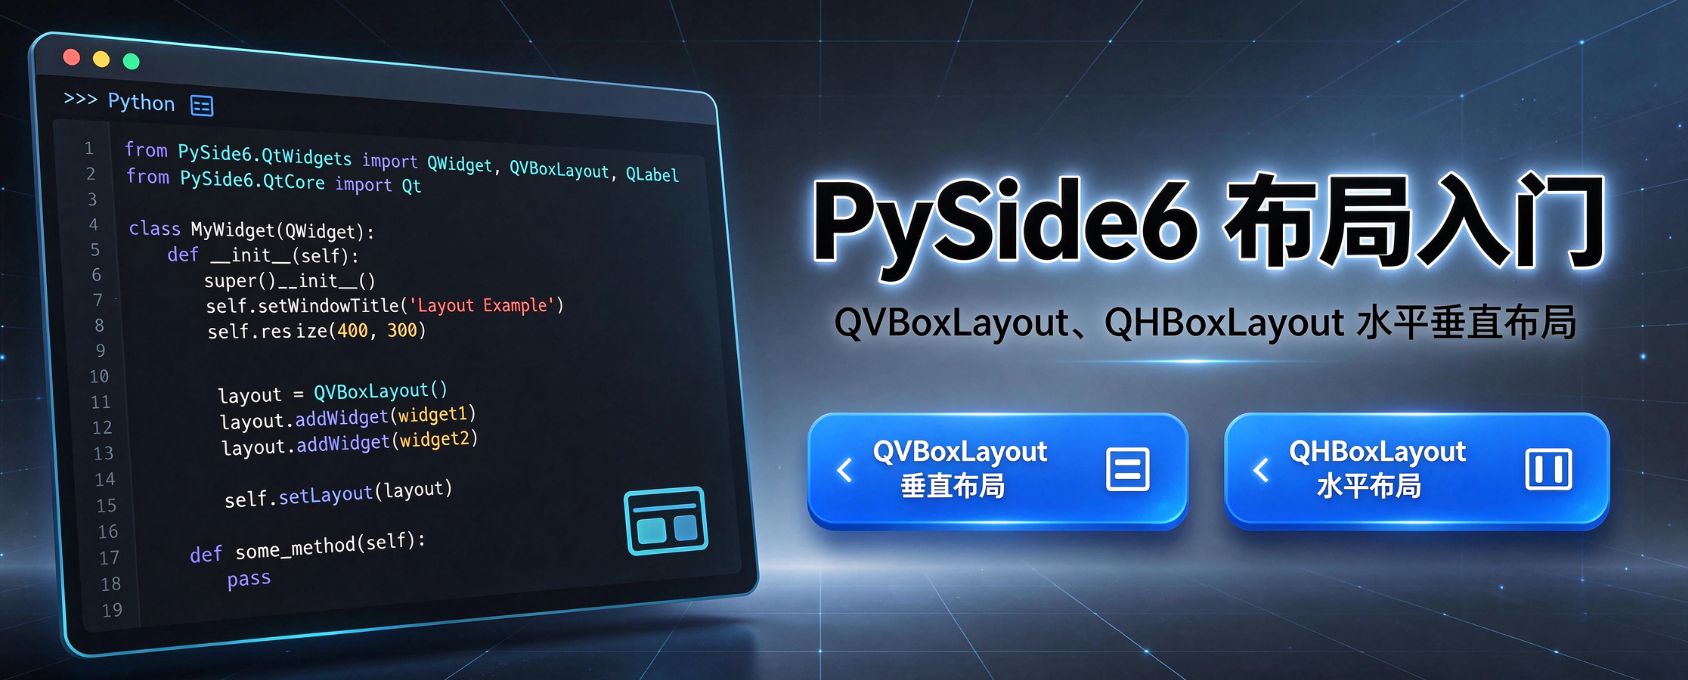 >>> Python
1 from PySide6.QtWidgets import QWidget, QVBoxLayout, QLabel
2 from PySide6.QtCore import Qt
3
4 class MyWidget(QWidget):
5 def __init__(self):
6 super()__init__()
7 self.setWindowTitle('Layout Example')
8 self.res ize(400, 300)
9
10 layout = QVBoxLayout()
11 layout.addWidget(widget1)
12 layout.addWidget(widget2)
13
14 self.setLayout(layout)
15
16 def some_method(self):
17 pass
18
19
PySide6 布局入门
QVBoxLayout、QHBoxLayout 水平垂直布局
QVBoxLayout
垂直布局
QHBoxLayout
水平布局